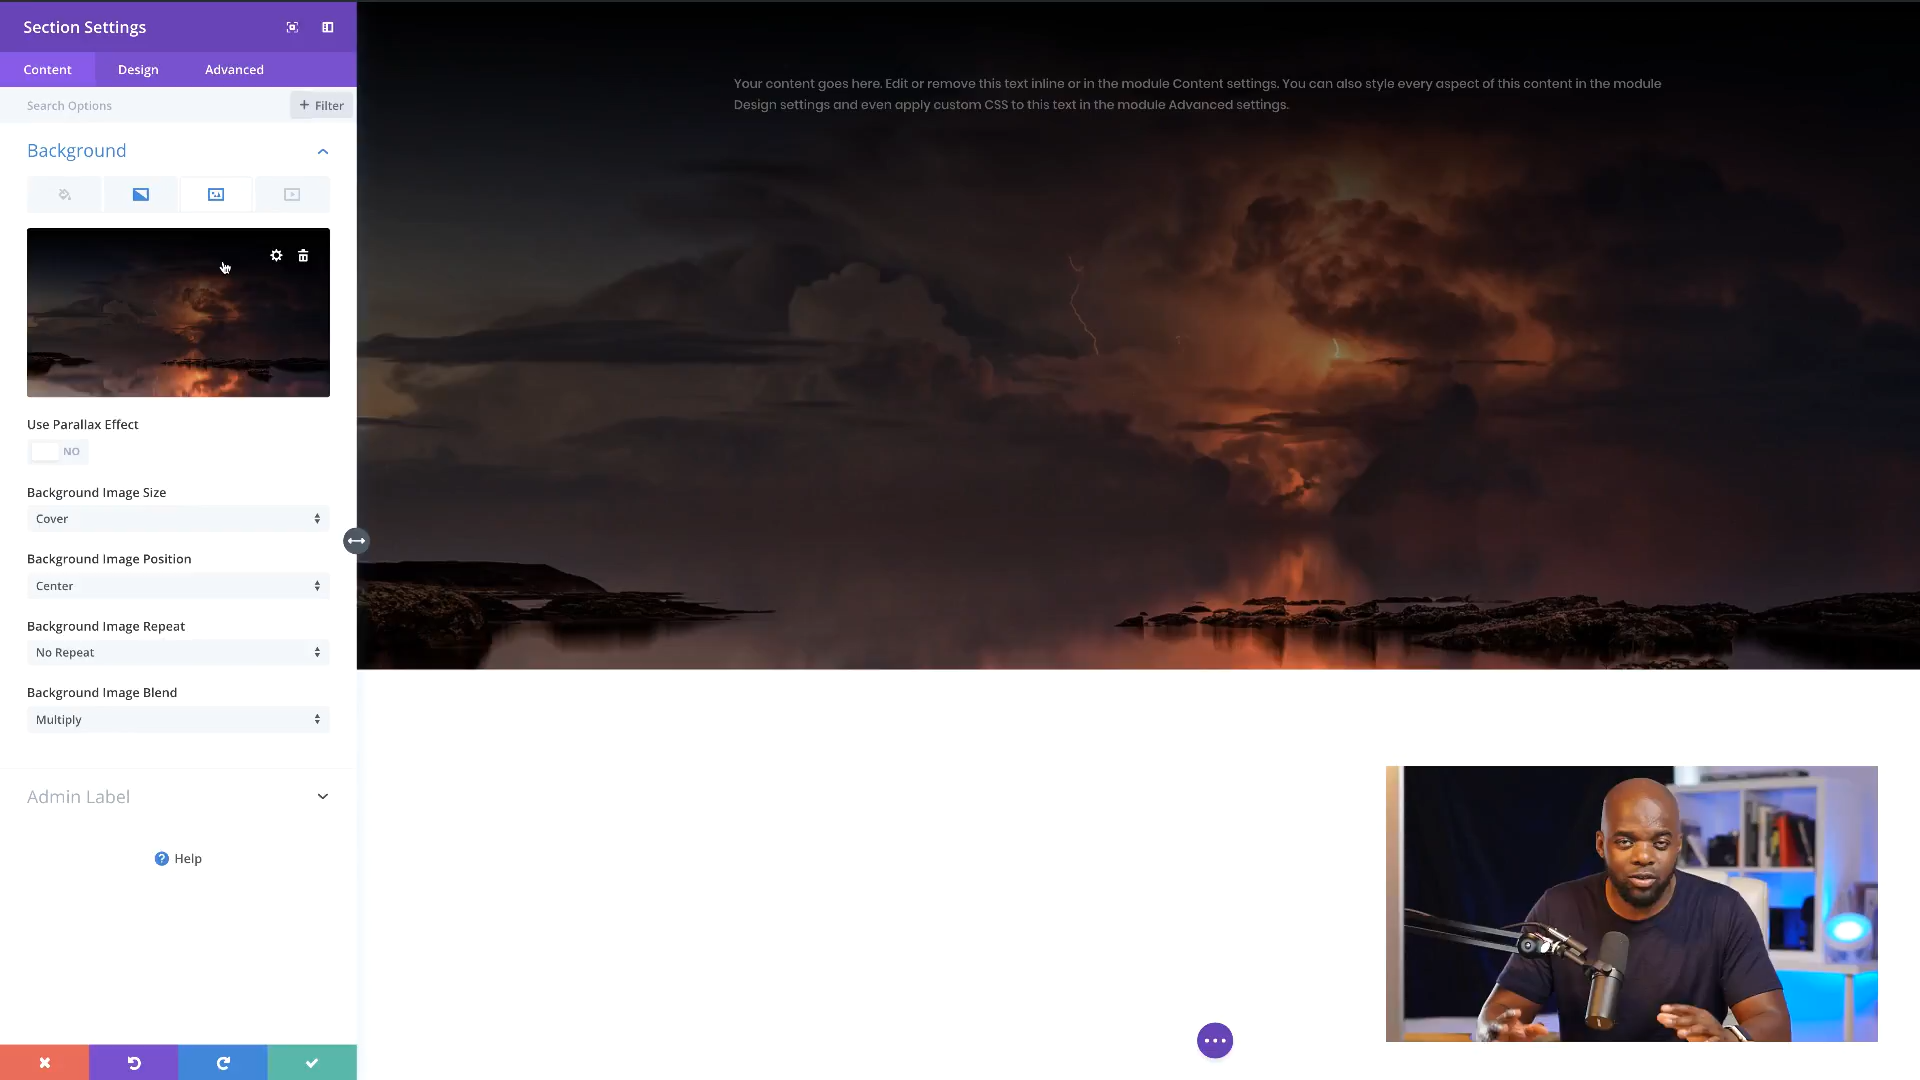 Section Settings
Content Design Advanced
Search Options
+ Filter
Background
Use Parallax Effect
NO
Background Image Size
Cover
Background Image Position
Center
Background Image Repeat
No Repeat
Background Image Blend
Multiply
Admin Label
? Help
Your content goes here. Edit or remove this text inline or in the module Content settings. You can also style every aspect of this content in the module
Design settings and even apply custom CSS to this text in the module Advanced settings.